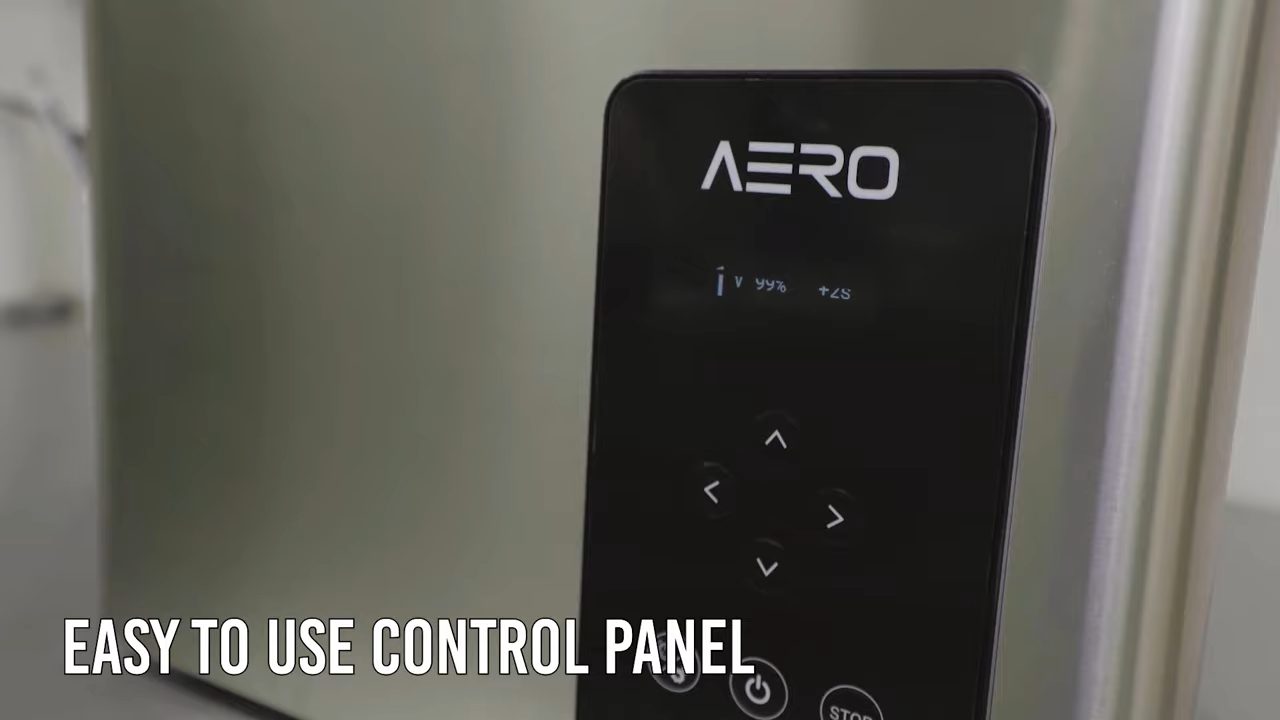 AERO
V 99% +2S
EASY TO USE CONTROL PANEL
STOP